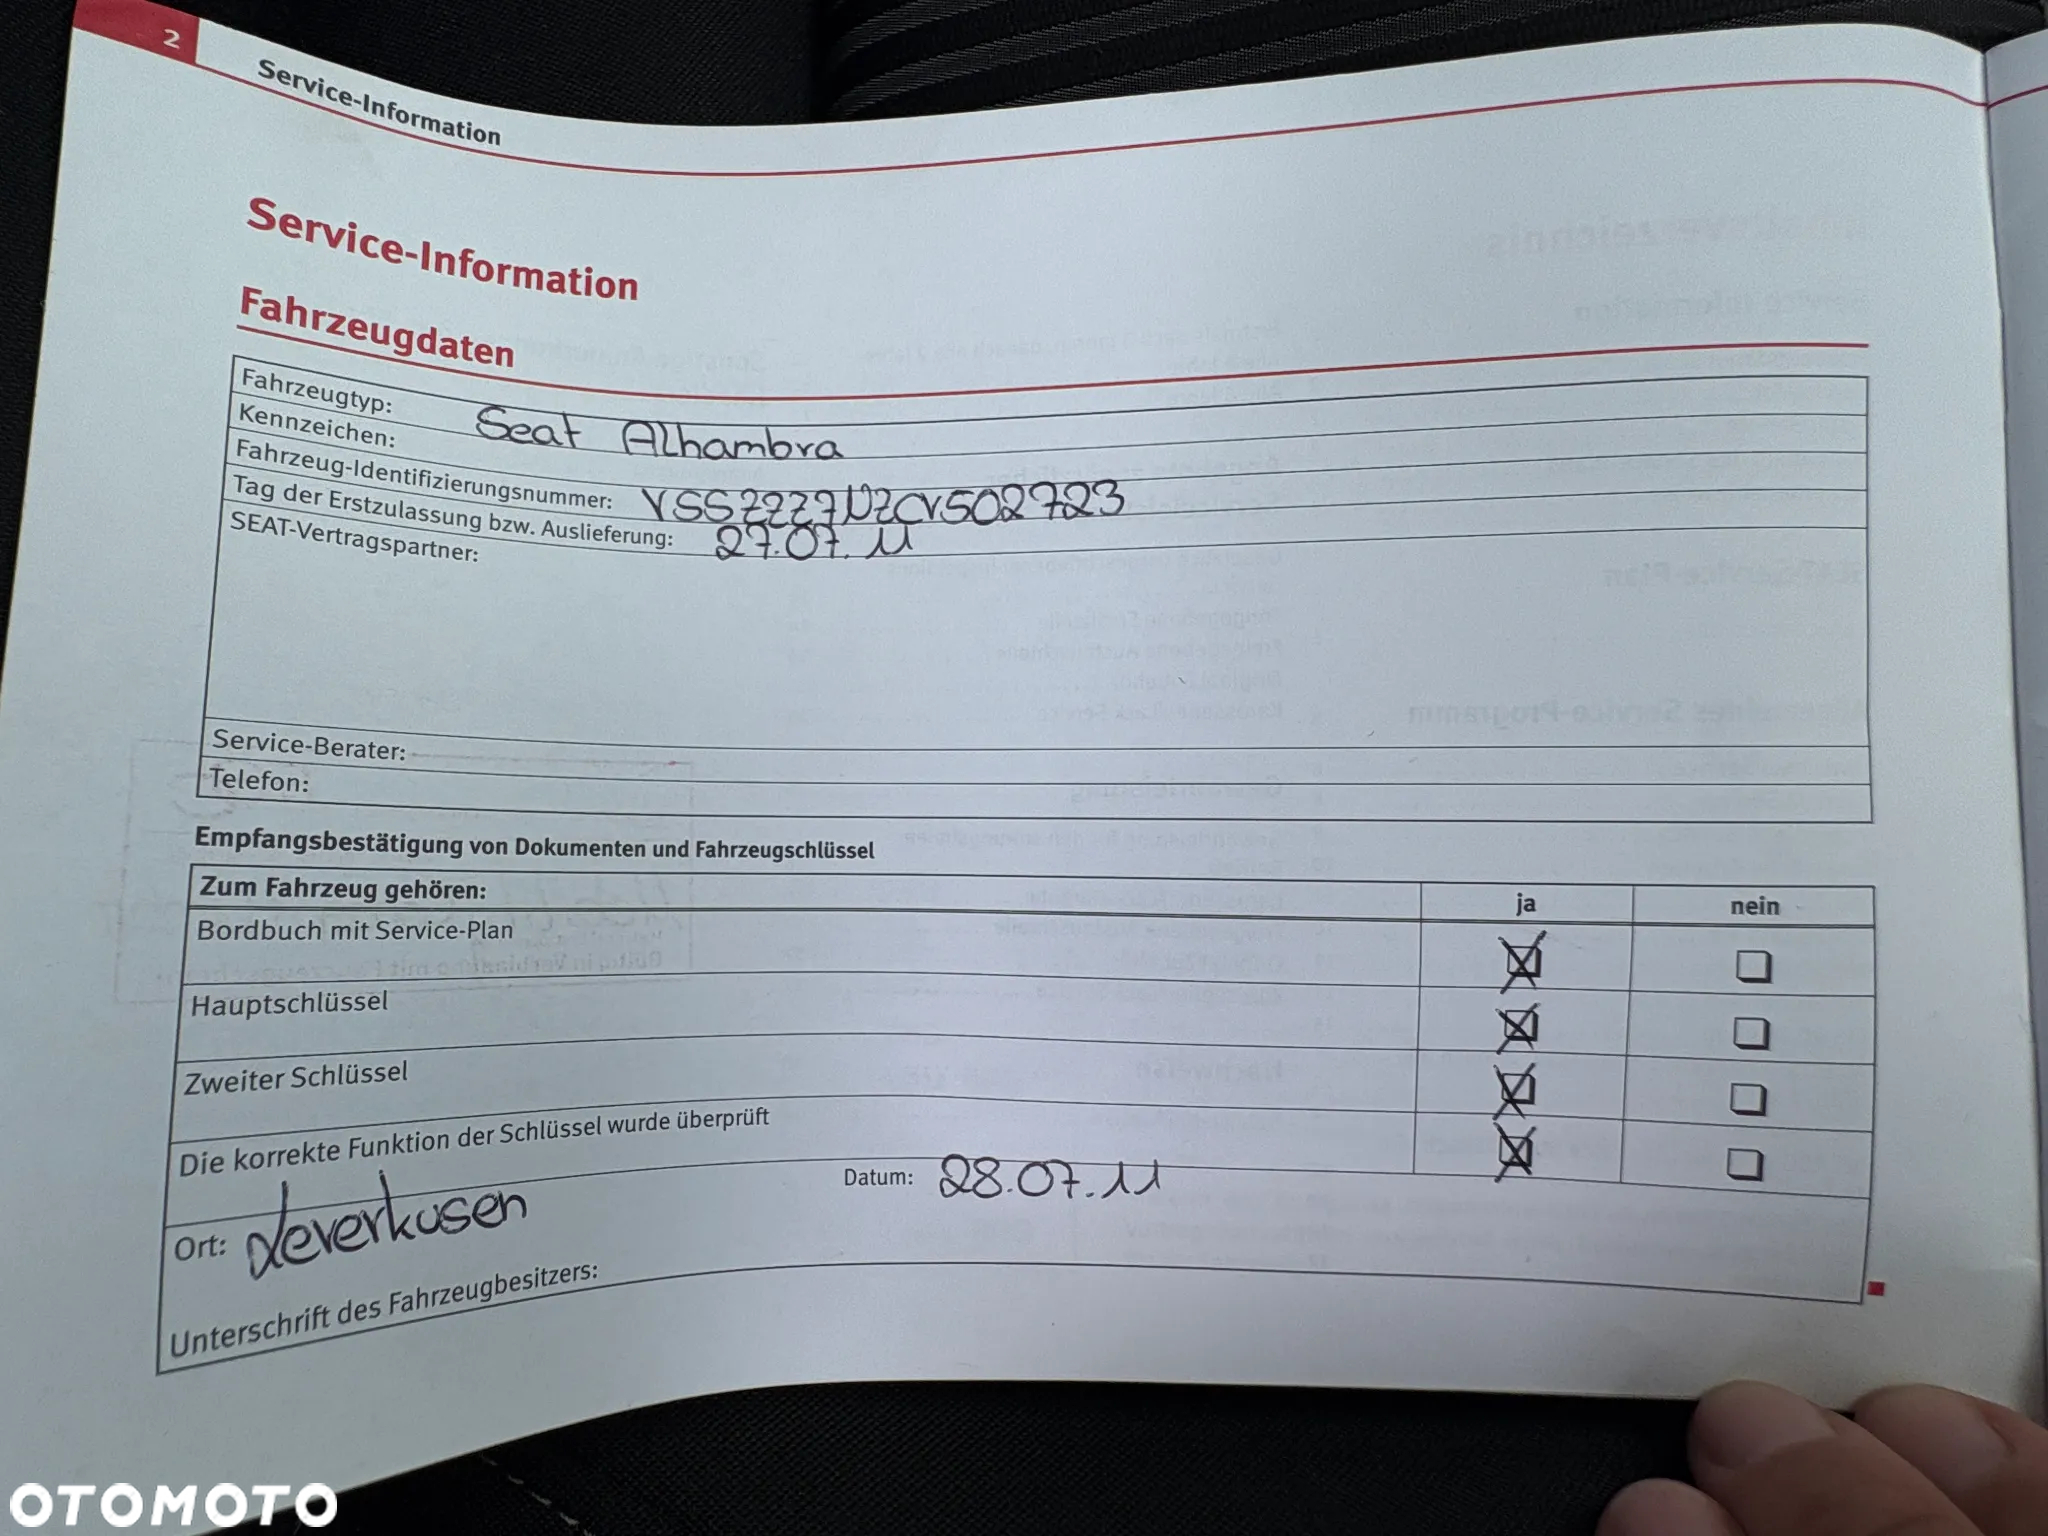 2
Service-Information
Service-Information
Fahrzeugdaten
Fahrzeugtyp: Seat Alhambra
Kennzeichen:
Fahrzeug-Identifizierungsnummer: VSSZZZ7NZCV502723
Tag der Erstzulassung bzw. Auslieferung: 27.07.11
SEAT-Vertragspartner:
Service-Berater:
Telefon:
Empfangsbestätigung von Dokumenten und Fahrzeugschlüssel
Zum Fahrzeug gehören: ja nein
Bordbuch mit Service-Plan
Hauptschlüssel
Zweiter Schlüssel
Die korrekte Funktion der Schlüssel wurde überprüft
Ort: Leverkusen Datum: 28.07.11
Unterschrift des Fahrzeugbesitzers:
OTOMOTO